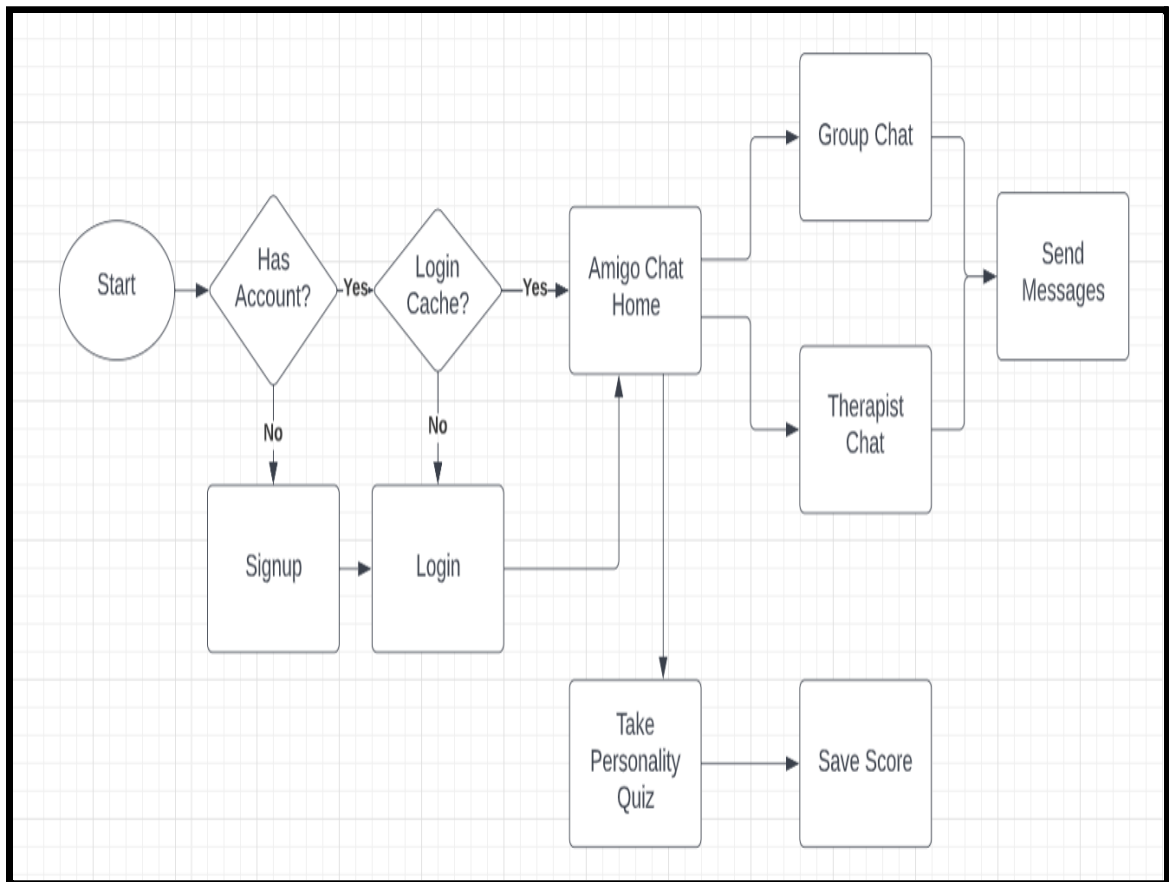 Start
Has
Account?
Yes
No
Login
Cache?
Yes
No
Signup
Login
Amigo Chat
Home
Group Chat
Therapist
Chat
Send
Messages
Take
Personality
Quiz
Save Score